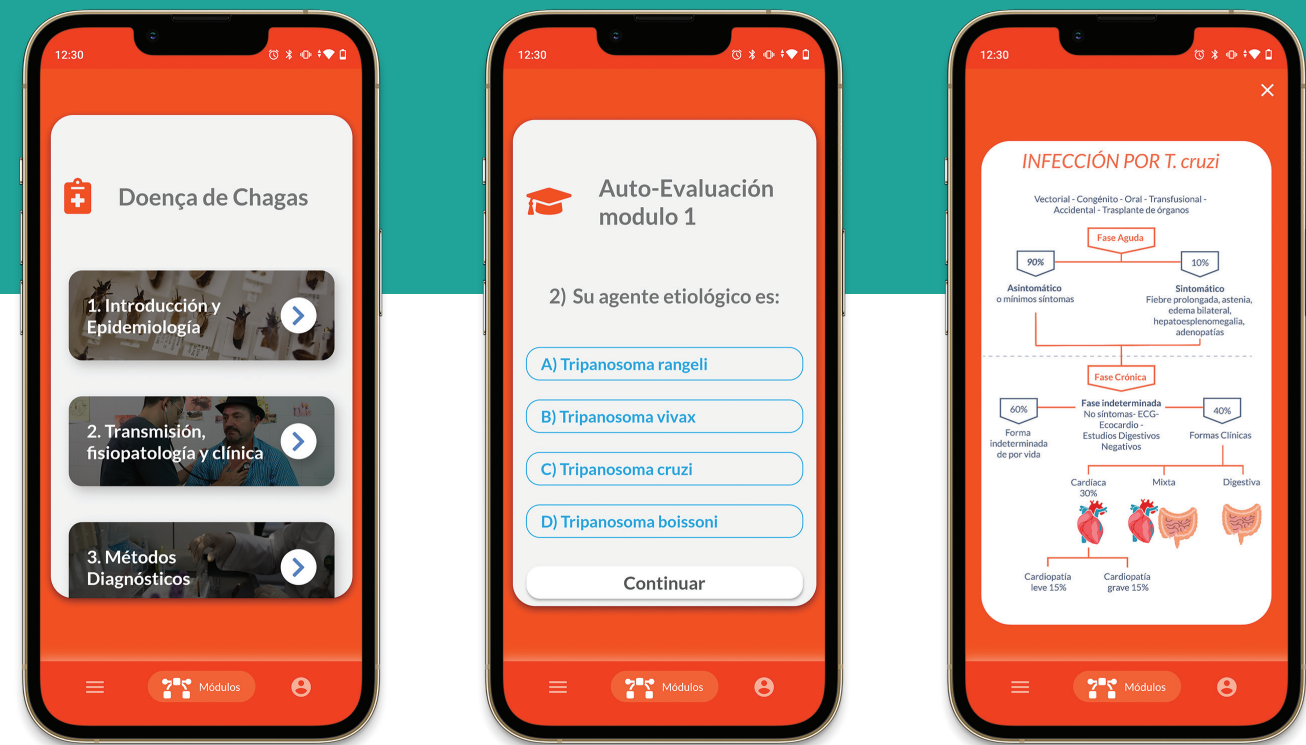 12:30
Doença de Chagas
1. Introducción y
Epidemiología
2. Transmisión,
fisiopatología y clínica
3. Métodos
Diagnósticos
Módulos
12:30
Auto-Evaluación
modulo 1
2) Su agente etiológico es:
A) Tripanosoma rangeli
B) Tripanosoma vivax
C) Tripanosoma cruzi
D) Tripanosoma boissoni
Continuar
Módulos
12:30
INFECCIÓN POR T. cruzi
Vectorial - Congénito - Oral - Transfusional -
Accidental - Trasplante de órganos
Fase Aguda
90%
10%
Asintomático
o mínimos síntomas
Sintomático
Fiebre prolongada, astenia,
edema bilateral,
hepatoesplenomegalia,
adenopatías
Fase Crónica
60%
Forma
indeterminada
de por vida
Fase indeterminada
No síntomas- ECG-
Ecocardio -
Estudios Digestivos
Negativos
40%
Formas Clínicas
Cardíaca
30%
Mixta
Digestiva
Cardiopatía
leve 15%
Cardiopatía
grave 15%
Módulos